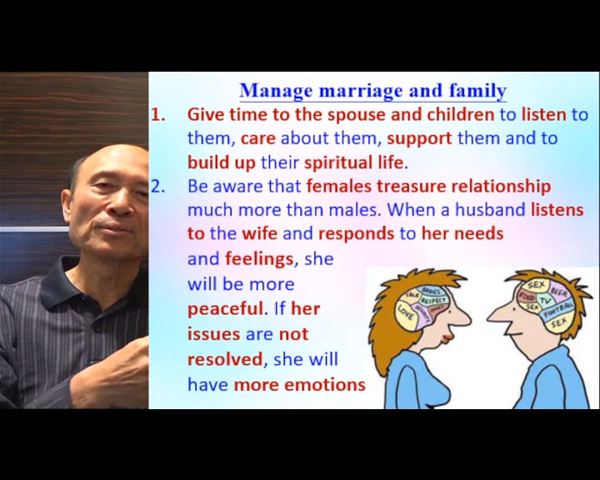 Manage marriage and family
1. Give time to the spouse and children to listen to
them, care about them, support them and to
build up their spiritual life.
2. Be aware that females treasure relationship
much more than males. When a husband listens
to the wife and responds to her needs
and feelings, she
will be more
peaceful. If her
issues are not
resolved, she will
have more emotions
BABIES
TALK
RESPECT
LOVE
SEX
BEER
FOOD
TV
SEX
FOOTBALL
SEX